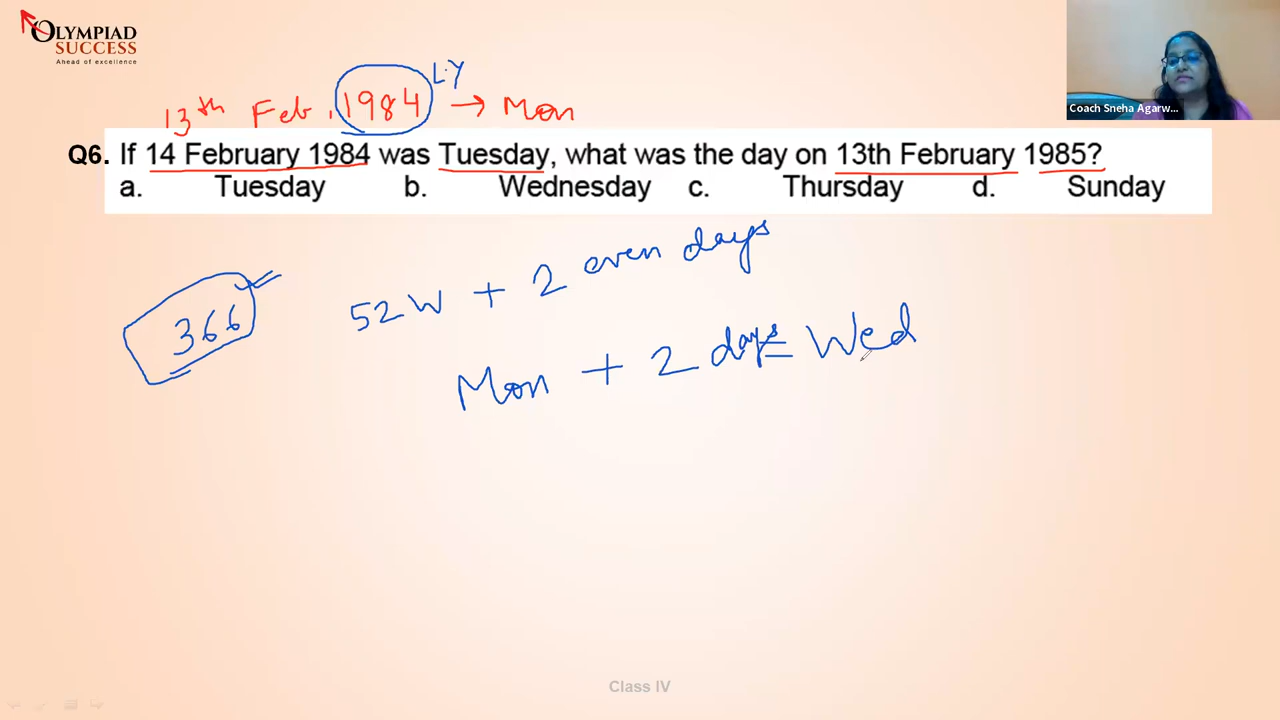 OLYMPIAD
SUCCESS
Ahead of excellence
Coach Sneha Agarw...
L.Y
13th Feb, 1984 → Mon
Q6. If 14 February 1984 was Tuesday, what was the day on 13th February 1985?
a. Tuesday b. Wednesday c. Thursday d. Sunday
366
52W + 2 even days
Mon + 2 days = Wed
Class IV